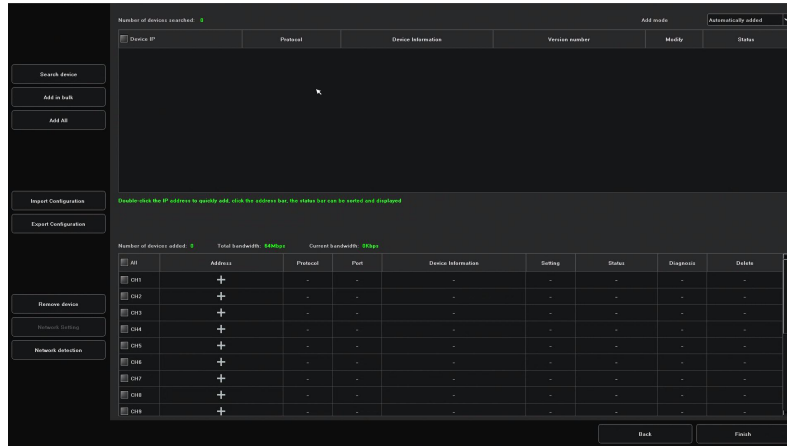 Number of devices searched: 0 Add mode Automatically added
Device IP Protocol Device Information Version number Modify Status
Search device
Add in bulk
Add All
Import Configuration
Export Configuration
Double-click the IP address to quickly add, click the address bar, the status bar can be sorted and displayed
Number of devices added: 0 Total bandwidth: 64Mbps Current bandwidth: 0Kbps
All Address Protocol Port Device Information Setting Status Diagnosis Delete
CH1 + - - - - - - -
CH2 + - - - - - - -
CH3 + - - - - - - -
CH4 + - - - - - - -
CH5 + - - - - - - -
CH6 + - - - - - - -
CH7 + - - - - - - -
CH8 + - - - - - - -
CH9 + - - - - - - -
Remove device
Network Setting
Network detection
Back Finish